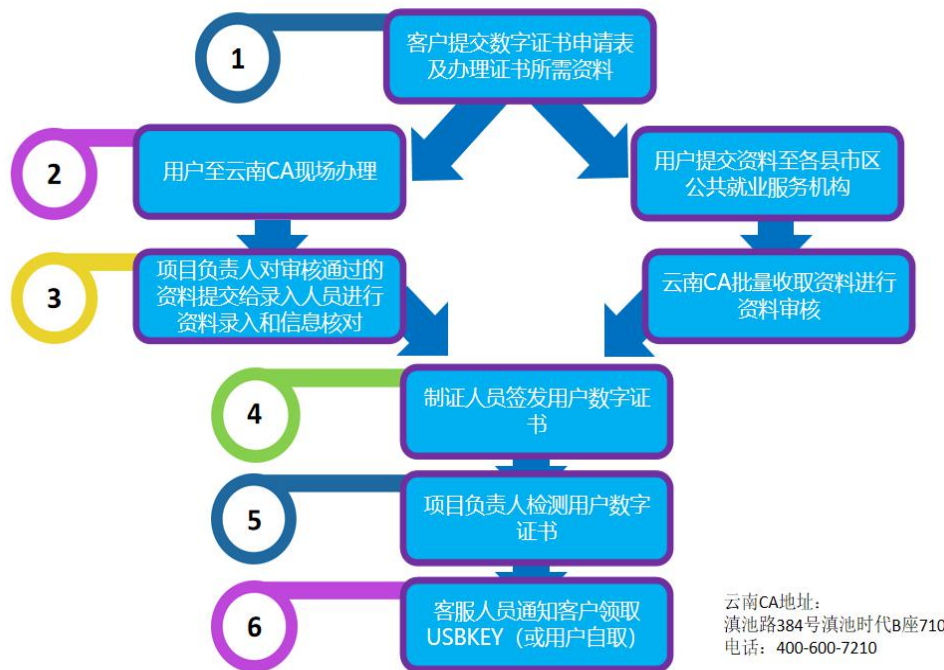 1
客户提交数字证书申请表
及办理证书所需资料
2
用户至云南CA现场办理
用户提交资料至各县市区
公共就业服务机构
3
项目负责人对审核通过的
资料提交给录入人员进行
资料录入和信息核对
云南CA批量收取资料进行
资料审核
4
制证人员签发用户数字证
书
5
项目负责人检测用户数字
证书
6
客服人员通知客户领取
USBKEY（或用户自取）
云南CA地址：
滇池路384号滇池时代B座710
电话：400-600-7210